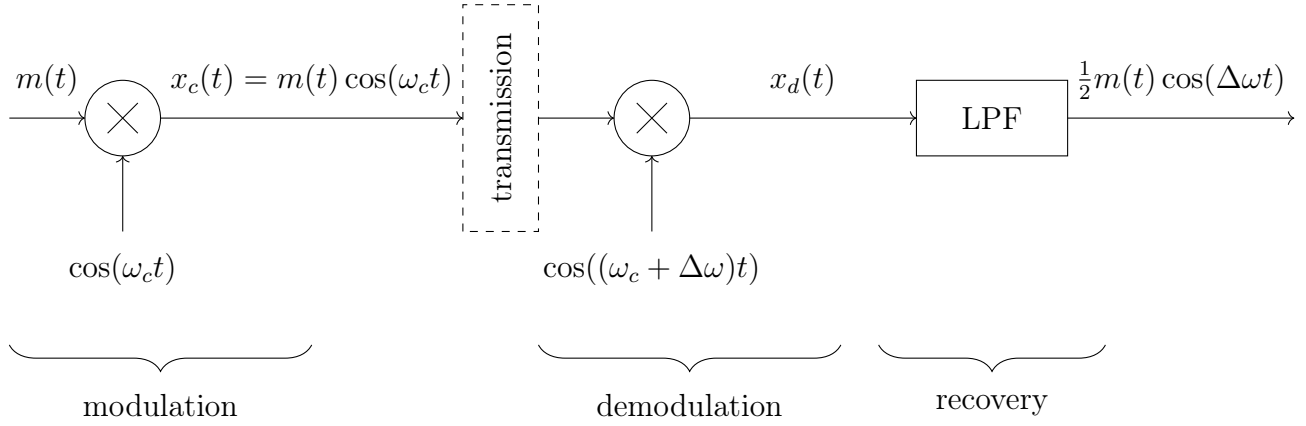 m(t)
x_c(t) = m(t) cos(ω_c t)
transmission
x_d(t)
LPF
½m(t) cos(Δωt)
cos(ω_c t)
cos((ω_c + Δω)t)
modulation
demodulation
recovery